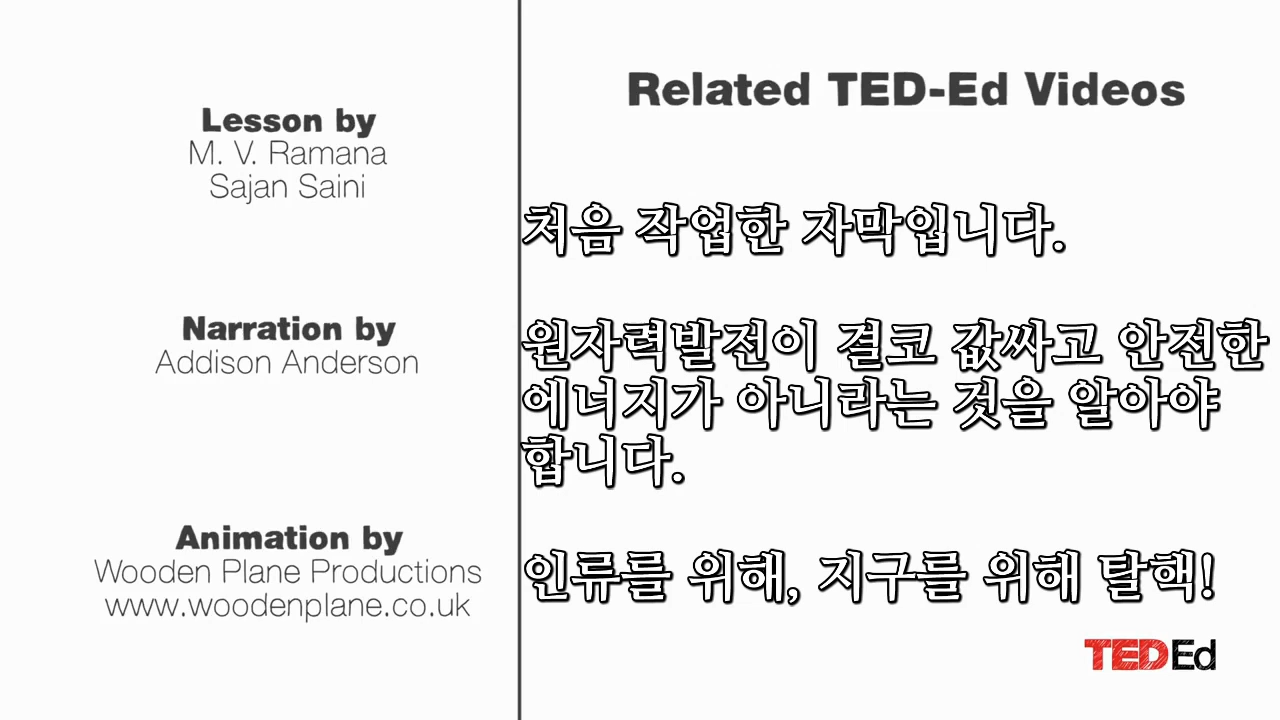 Lesson by
M. V. Ramana
Sajan Saini
Narration by
Addison Anderson
Animation by
Wooden Plane Productions
www.woodenplane.co.uk
Related TED-Ed Videos
처음 작업한 자막입니다.
원자력발전이 결코 값싸고 안전한
에너지가 아니라는 것을 알아야
합니다.
인류를 위해, 지구를 위해 탈핵!
TEDEd